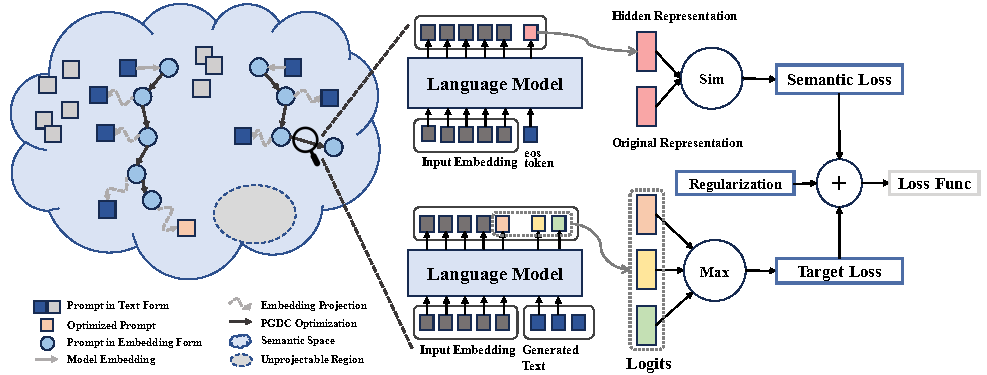 Hidden Representation
Language Model
Sim
Semantic Loss
Input Embedding
eos
token
Original Representation
Regularization
+
Loss Func
Language Model
Max
Target Loss
Input Embedding
Generated
Text
Logits
Prompt in Text Form
Optimized Prompt
Prompt in Embedding Form
Model Embedding
Embedding Projection
PGDC Optimization
Semantic Space
Unprojectable Region